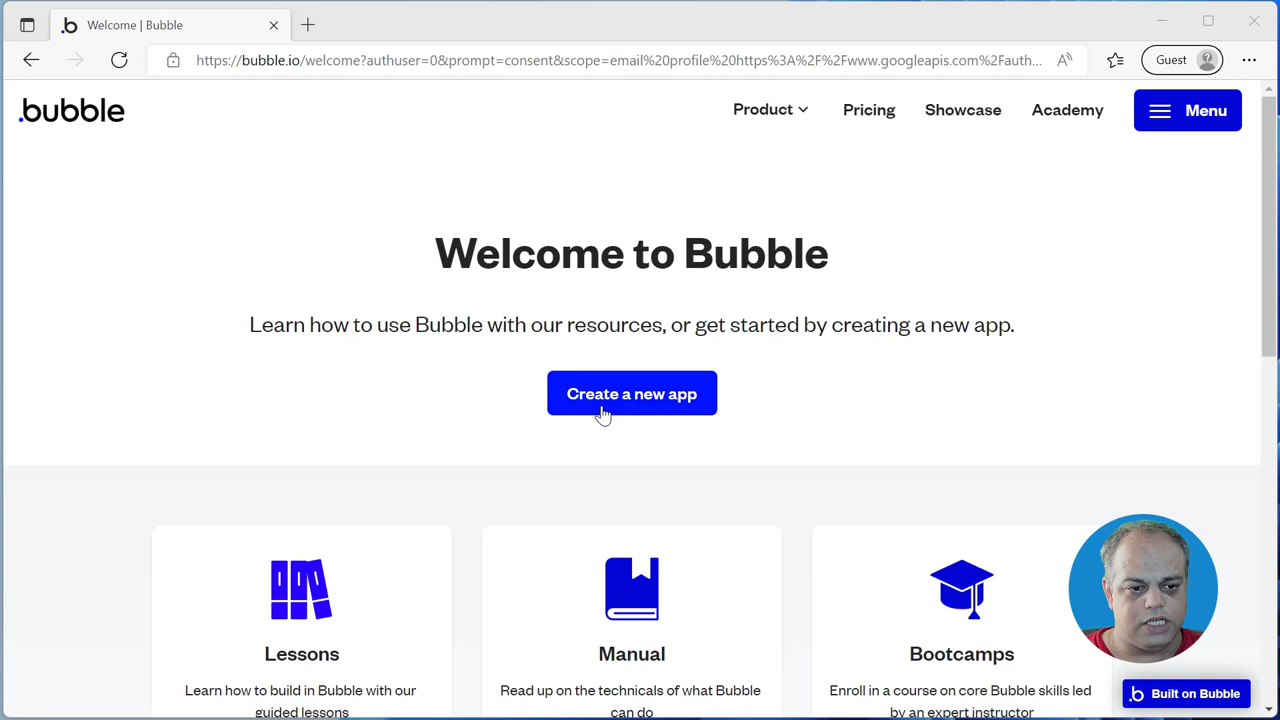 Welcome | Bubble
https://bubble.io/welcome?authuser=0&prompt=consent&scope=email%20profile%20https%3A%2F%2Fwww.googleapis.com%2Fauth...
Guest
.bubble
Product
Pricing
Showcase
Academy
Menu
Welcome to Bubble
Learn how to use Bubble with our resources, or get started by creating a new app.
Create a new app
Lessons
Learn how to build in Bubble with our
guided lessons
Manual
Read up on the technicals of what Bubble
can do
Bootcamps
Enroll in a course on core Bubble skills led
by an expert instructor
Built on Bubble